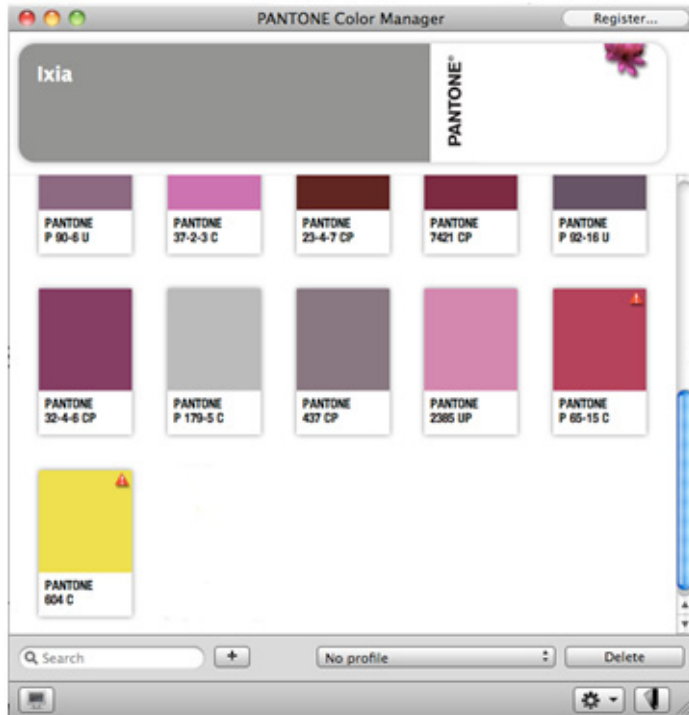 PANTONE Color Manager
Register...
Ixia
PANTONE®
PANTONE
P 90-6 U
PANTONE
37-2-3 C
PANTONE
23-4-7 CP
PANTONE
7421 CP
PANTONE
P 92-16 U
PANTONE
32-4-6 CP
PANTONE
P 179-5 C
PANTONE
437 CP
PANTONE
2385 UP
PANTONE
P 65-15 C
PANTONE
604 C
Search
+
No profile
Delete